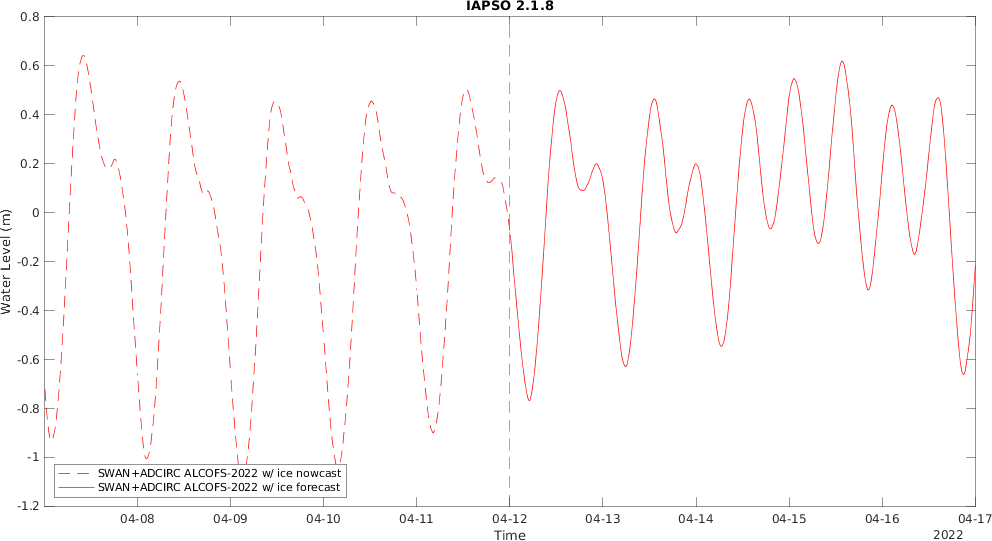 IAPSO 2.1.8
0.8
0.6
0.4
0.2
0
-0.2
-0.4
-0.6
-0.8
-1
-1.2
Water Level (m)
SWAN+ADCIRC ALCOFS-2022 w/ ice nowcast
SWAN+ADCIRC ALCOFS-2022 w/ ice forecast
04-08 04-09 04-10 04-11 04-12 04-13 04-14 04-15 04-16 04-17
Time
2022